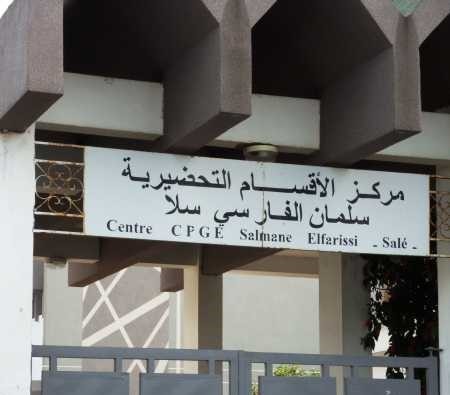 مركز الأقسام التحضيرية
سلمان الفارسي سلا
Centre CPGE Salmane Elfarissi - Salé -